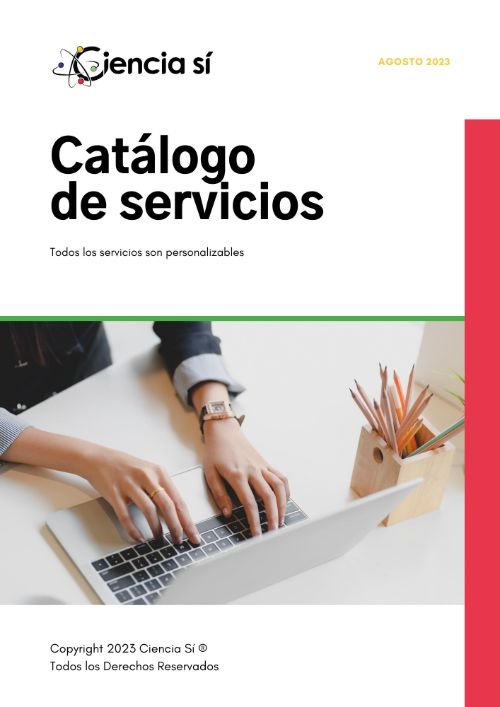 Ciencia sí
AGOSTO 2023
Catálogo
de servicios
Todos los servicios son personalizables
Copyright 2023 Ciencia Sí ®
Todos los Derechos Reservados